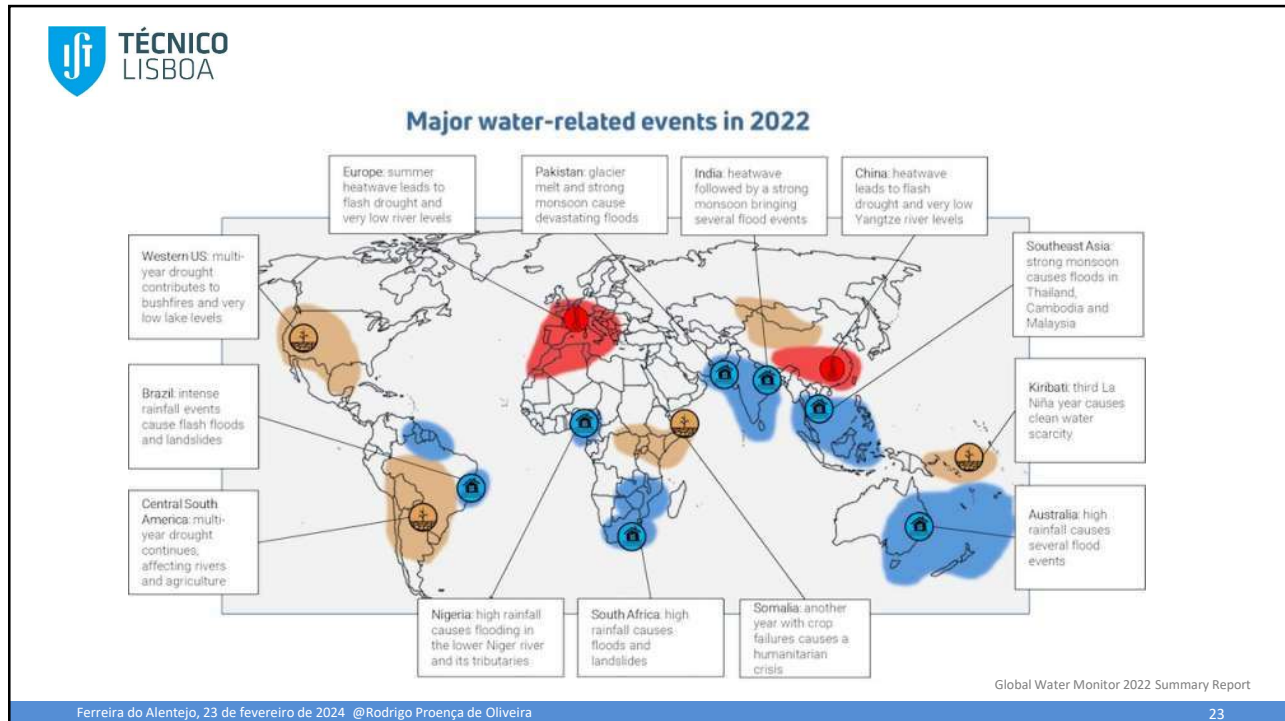 TÉCNICO
LISBOA
Major water-related events in 2022
Europe: summer
heatwave leads to
flash drought and
very low river levels
Pakistan: glacier
melt and strong
monsoon cause
devastating floods
India: heatwave
followed by a strong
monsoon bringing
several flood events
China: heatwave
leads to flash
drought and very low
Yangtze river levels
Western US: multi-
year drought
contributes to
bushfires and very
low lake levels
Southeast Asia:
strong monsoon
causes floods in
Thailand,
Cambodia and
Malaysia
Brazil: intense
rainfall events
cause flash floods
and landslides
Kiribati: third La
Niña year causes
clean water
scarcity
Central South
America: multi-
year drought
continues,
affecting rivers
and agriculture
Australia: high
rainfall causes
several flood
events
Nigeria: high rainfall
causes flooding in
the lower Niger river
and its tributaries
South Africa: high
rainfall causes
floods and
landslides
Somalia: another
year with crop
failures causes a
humanitarian
crisis
Global Water Monitor 2022 Summary Report
Ferreira do Alentejo, 23 de fevereiro de 2024 @Rodrigo Proença de Oliveira
23